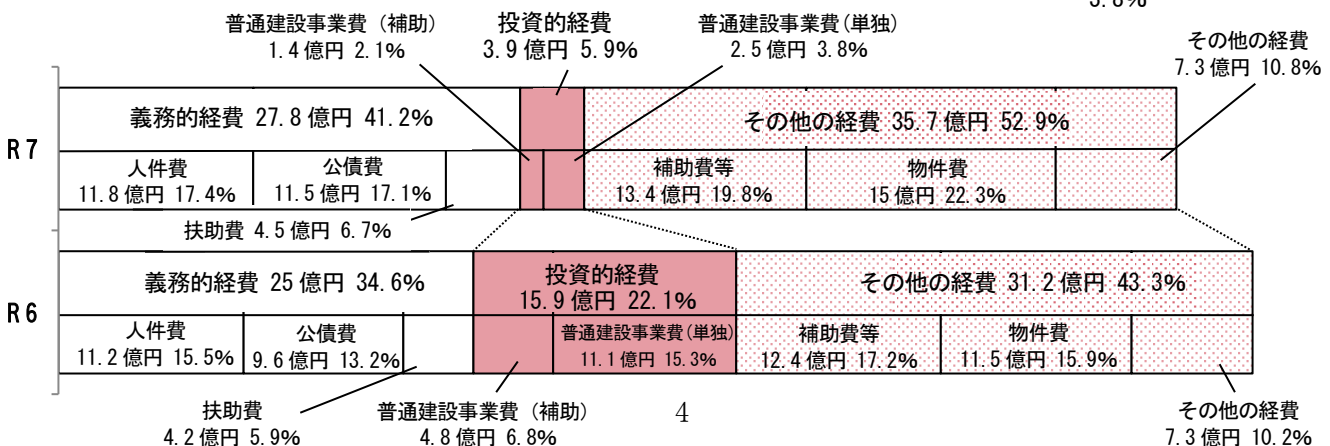 普通建設事業費（補助）
1.4億円 2.1%
投資的経費
3.9億円 5.9%
普通建設事業費(単独)
2.5億円 3.8%
その他の経費
7.3億円 10.8%
R7
義務的経費 27.8億円 41.2%
その他の経費 35.7億円 52.9%
人件費
11.8億円 17.4%
公債費
11.5億円 17.1%
補助費等
13.4億円 19.8%
物件費
15億円 22.3%
扶助費 4.5億円 6.7%
R6
義務的経費 25億円 34.6%
投資的経費
15.9億円 22.1%
その他の経費 31.2億円 43.3%
人件費
11.2億円 15.5%
公債費
9.6億円 13.2%
普通建設事業費(単独)
11.1億円 15.3%
補助費等
12.4億円 17.2%
物件費
11.5億円 15.9%
扶助費
4.2億円 5.9%
普通建設事業費（補助）
4.8億円 6.8%
4
その他の経費
7.3億円 10.2%